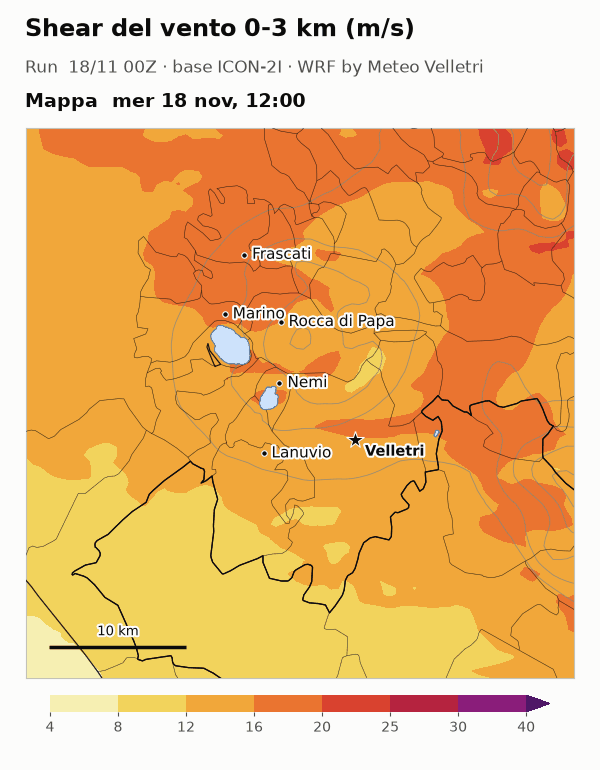 Shear del vento 0-3 km (m/s)
Run  18/11 00Z · base ICON-2I · WRF by Meteo Velletri
Mappa  mer 18 nov, 12:00
Frascati
Marino
Rocca di Papa
Nemi
Velletri
Lanuvio
10 km
4 8 12 16 20 25 30 40